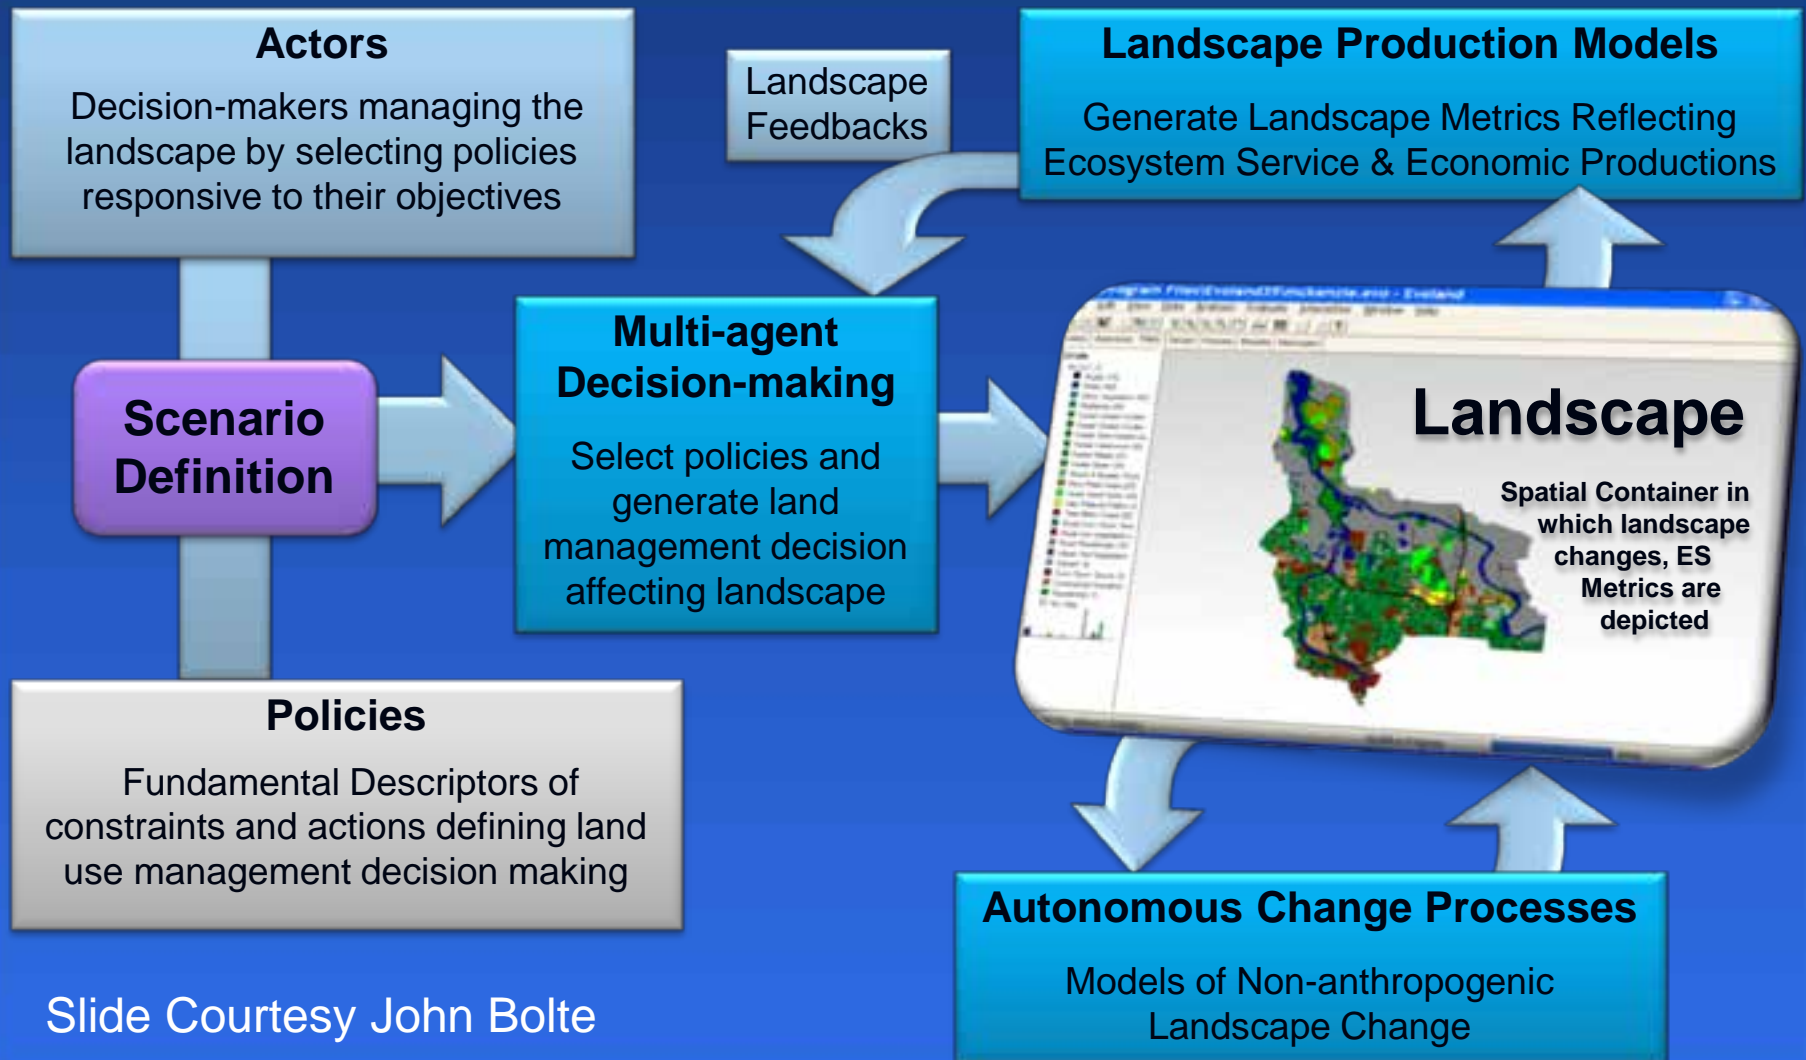 Actors
Decision-makers managing the
landscape by selecting policies
responsive to their objectives
Landscape
Feedbacks
Landscape Production Models
Generate Landscape Metrics Reflecting
Ecosystem Service & Economic Productions
Scenario
Definition
Multi-agent
Decision-making
Select policies and
generate land
management decision
affecting landscape
Landscape
Spatial Container in
which landscape
changes, ES
Metrics are
depicted
Policies
Fundamental Descriptors of
constraints and actions defining land
use management decision making
Autonomous Change Processes
Models of Non-anthropogenic
Landscape Change
Slide Courtesy John Bolte